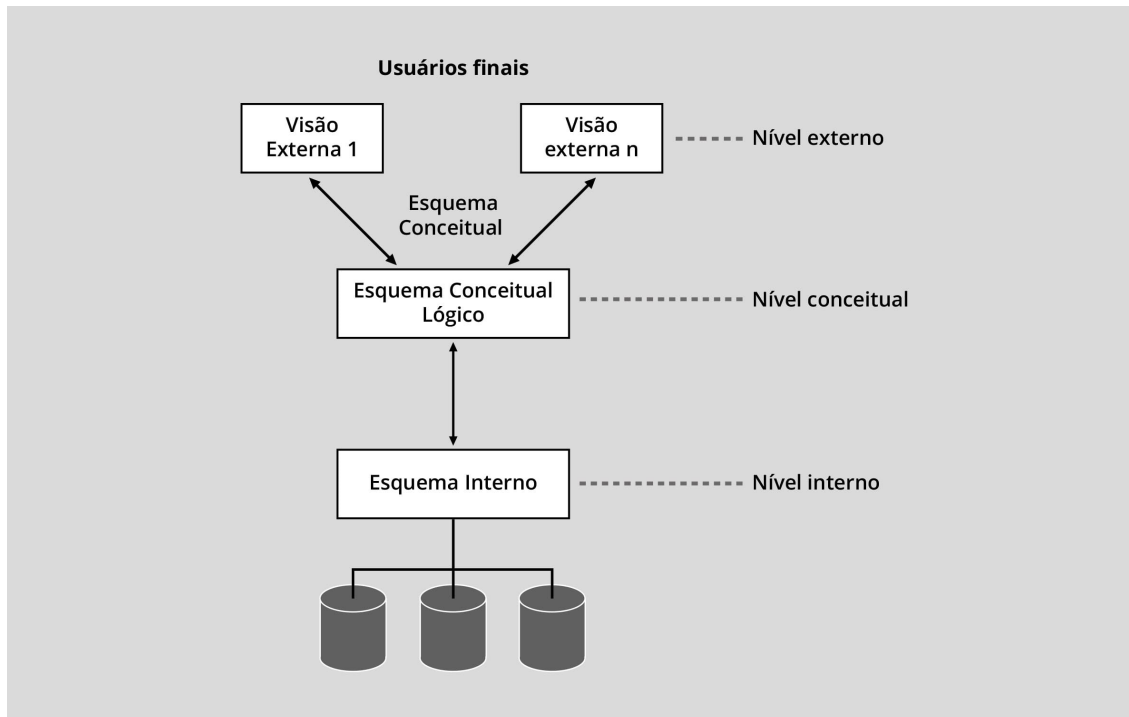 Usuários finais
Visão
Externa 1
Visão
externa n
Nível externo
Esquema
Conceitual
Esquema Conceitual
Lógico
Nível conceitual
Esquema Interno
Nível interno